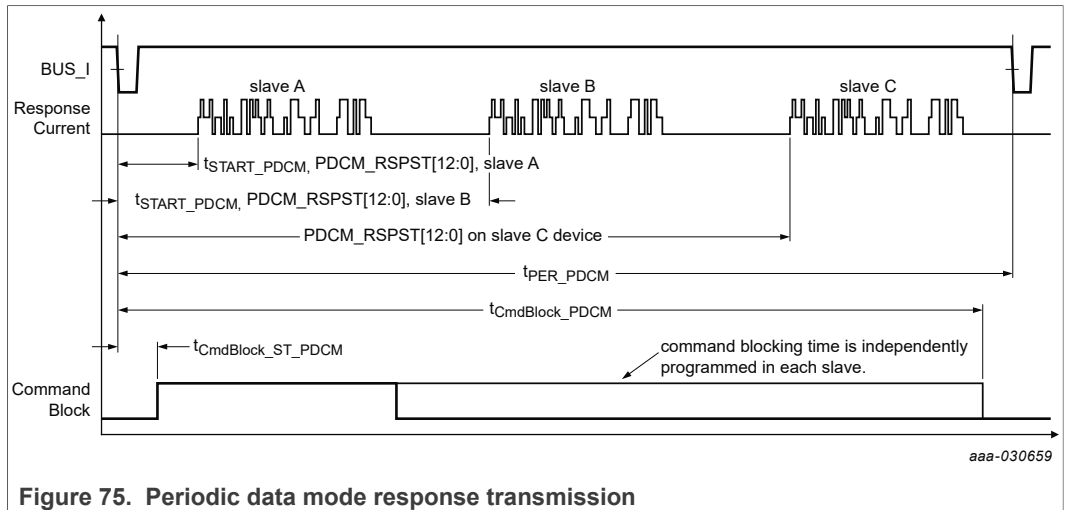 BUS_I
slave A
slave B
slave C
Response
Current
tSTART_PDCM, PDCM_RSPST[12:0], slave A
tSTART_PDCM, PDCM_RSPST[12:0], slave B
PDCM_RSPST[12:0] on slave C device
tPER_PDCM
tCmdBlock_PDCM
tCmdBlock_ST_PDCM
command blocking time is independently
programmed in each slave.
Command
Block
aaa-030659
Figure 75. Periodic data mode response transmission